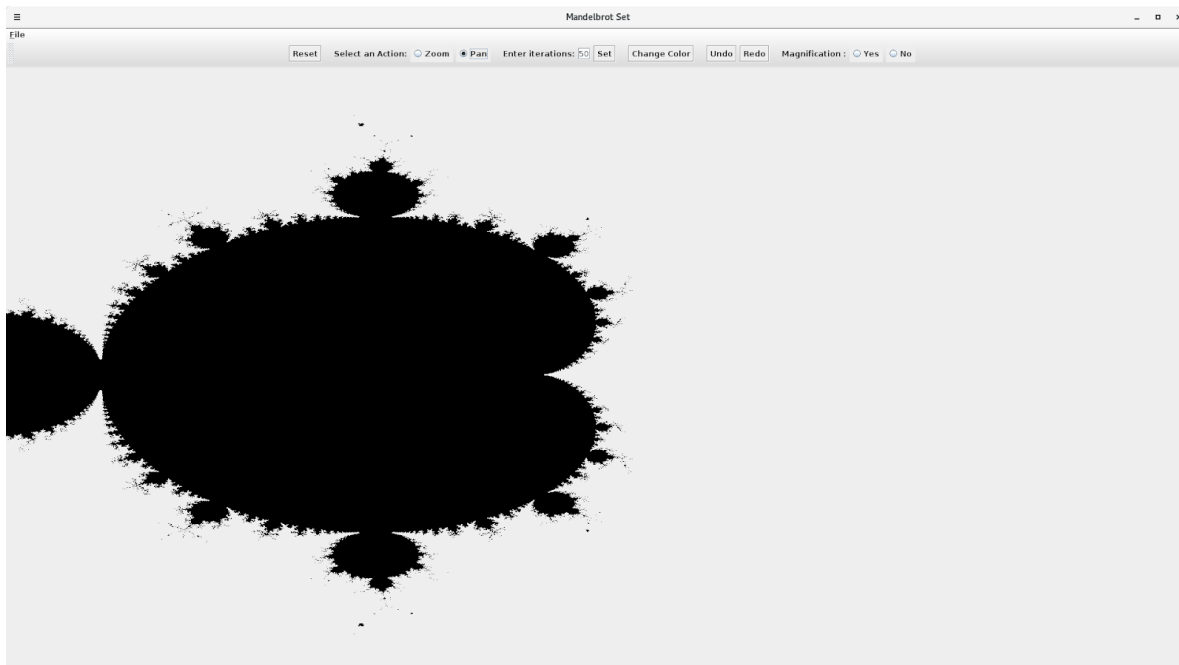 Mandelbrot Set
File
Reset Select an Action: Zoom Pan Enter iterations: 50 Set Change Color Undo Redo Magnification : Yes No